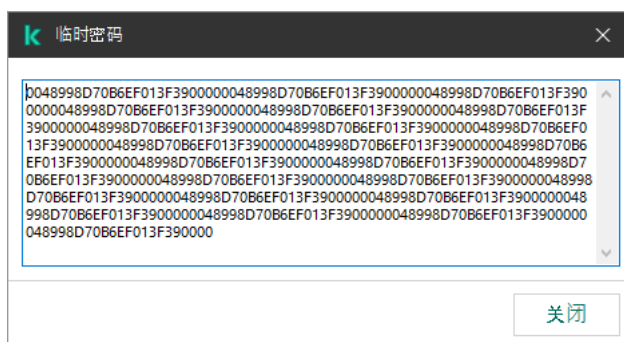 临时密码
0048998D70B6EF013F3900000048998D70B6EF013F3900000048998D70B6EF013F390
0000048998D70B6EF013F3900000048998D70B6EF013F3900000048998D70B6EF013F
3900000048998D70B6EF013F3900000048998D70B6EF013F3900000048998D70B6EF0
13F3900000048998D70B6EF013F3900000048998D70B6EF013F3900000048998D70B6
EF013F3900000048998D70B6EF013F3900000048998D70B6EF013F3900000048998D7
0B6EF013F3900000048998D70B6EF013F3900000048998D70B6EF013F3900000048998
D70B6EF013F3900000048998D70B6EF013F3900000048998D70B6EF013F3900000048
998D70B6EF013F3900000048998D70B6EF013F3900000048998D70B6EF013F3900000
048998D70B6EF013F390000
关闭